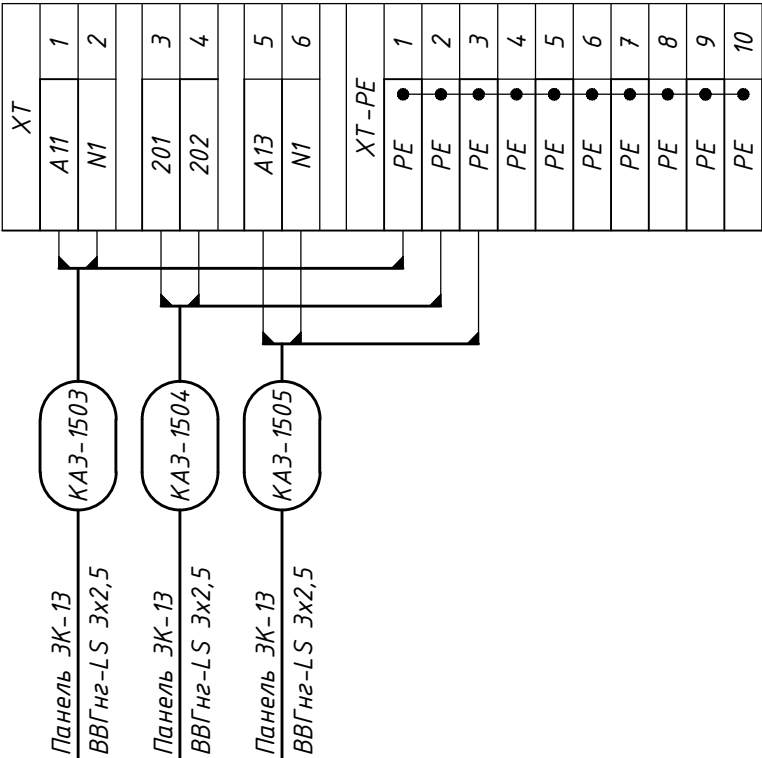 XT
1
A11
2
N1
3
201
4
202
5
A13
6
N1
XT-PE
1
PE
2
PE
3
PE
4
PE
5
PE
6
PE
7
PE
8
PE
9
PE
10
PE
КАЗ-1503
КАЗ-1504
КАЗ-1505
Панель ЗК-13
ВВГнг-LS 3x2,5
Панель ЗК-13
ВВГнг-LS 3x2,5
Панель ЗК-13
ВВГнг-LS 3x2,5